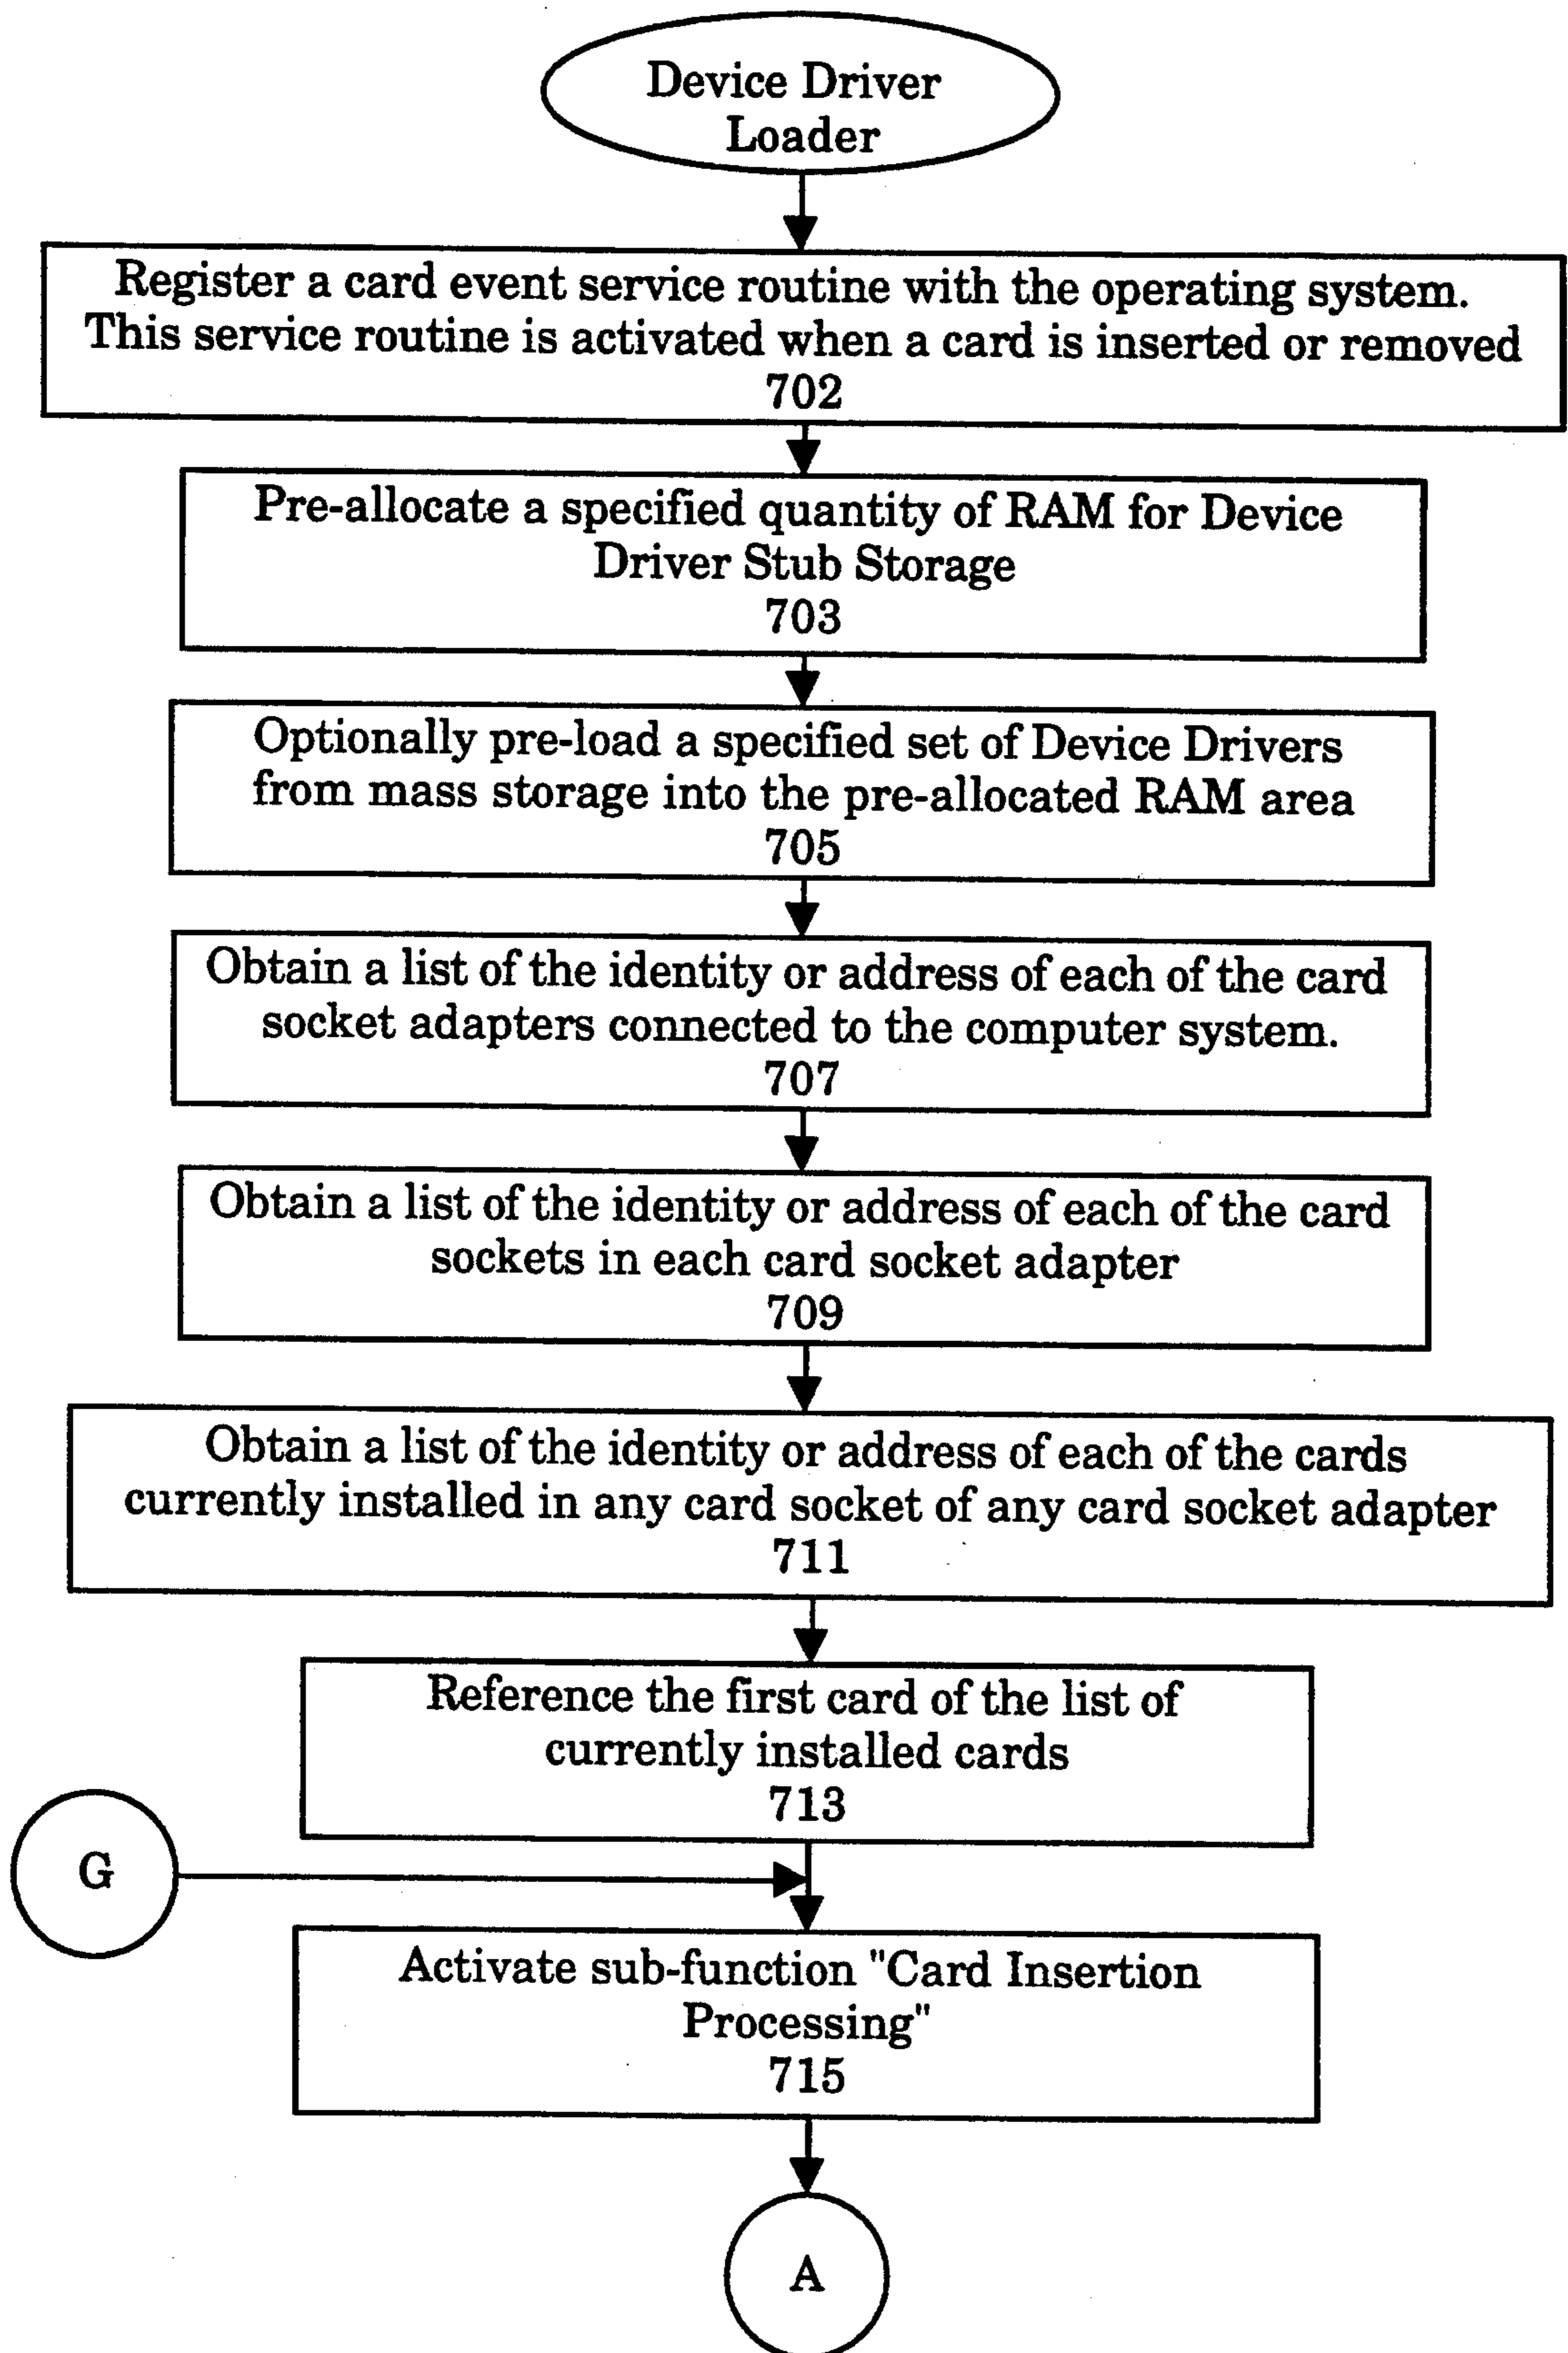 Device Driver
Loader
Register a card event service routine with the operating system.
This service routine is activated when a card is inserted or removed
702
Pre-allocate a specified quantity of RAM for Device
Driver Stub Storage
703
Optionally pre-load a specified set of Device Drivers
from mass storage into the pre-allocated RAM area
705
Obtain a list of the identity or address of each of the card
socket adapters connected to the computer system.
707
Obtain a list of the identity or address of each of the card
sockets in each card socket adapter
709
Obtain a list of the identity or address of each of the cards
currently installed in any card socket of any card socket adapter
711
Reference the first card of the list of
currently installed cards
713
G
Activate sub-function "Card Insertion
Processing"
715
A